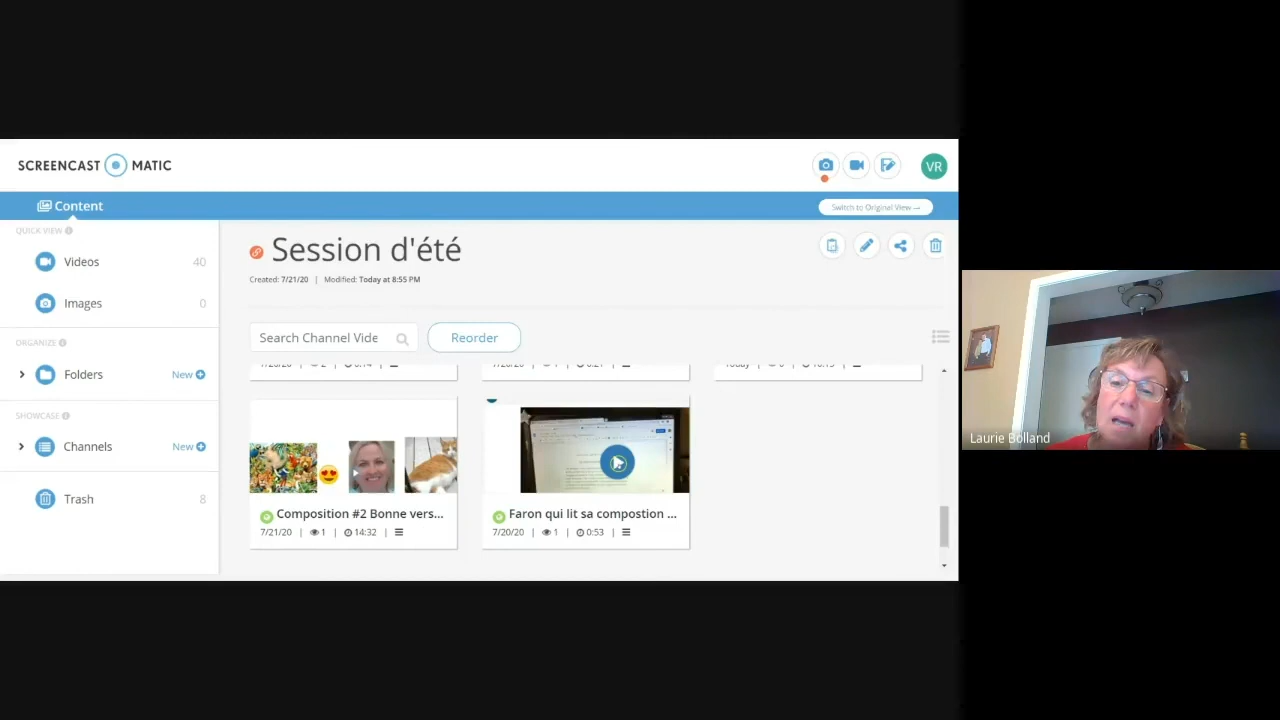 SCREENCAST MATIC
VR
Content
Switch to Original View →
QUICK VIEW
Videos 40
Images 0
ORGANIZE
Folders New
SHOWCASE
Channels New
Trash 8
Session d'été
Created: 7/21/20 | Modified: Today at 8:55 PM
Search Channel Vide
Reorder
Composition #2 Bonne vers...
7/21/20 | 1 | 14:32 |
Faron qui lit sa compostion ...
7/20/20 | 1 | 0:53 |
Laurie Bolland